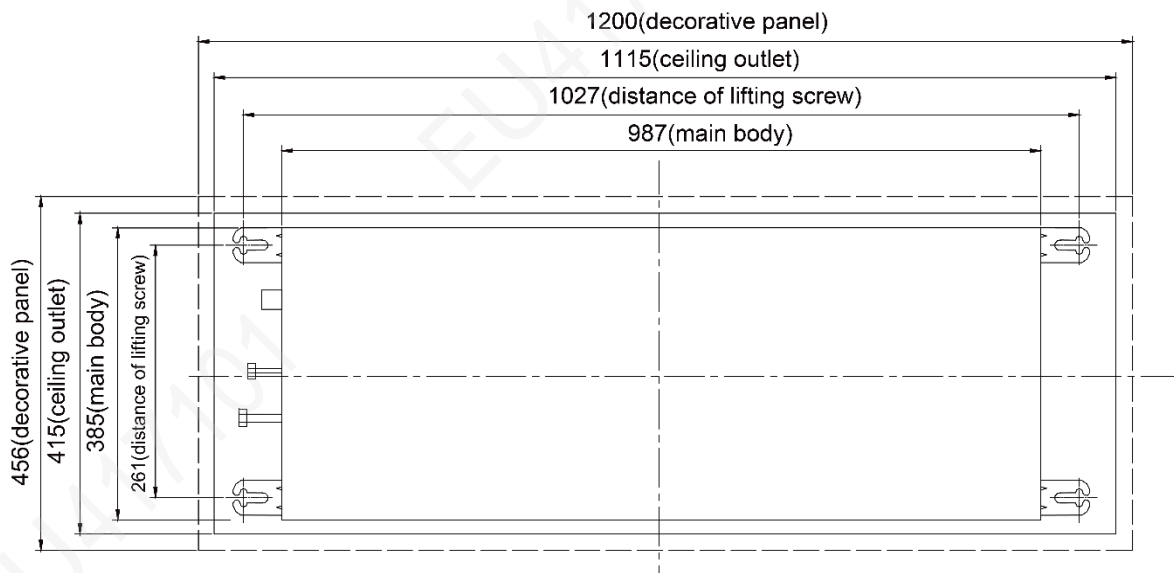 1200(decorative panel)
1115(ceiling outlet)
1027(distance of lifting screw)
987(main body)
456(decorative panel)
415(ceiling outlet)
385(main body)
261(distance of lifting screw)
EU417101